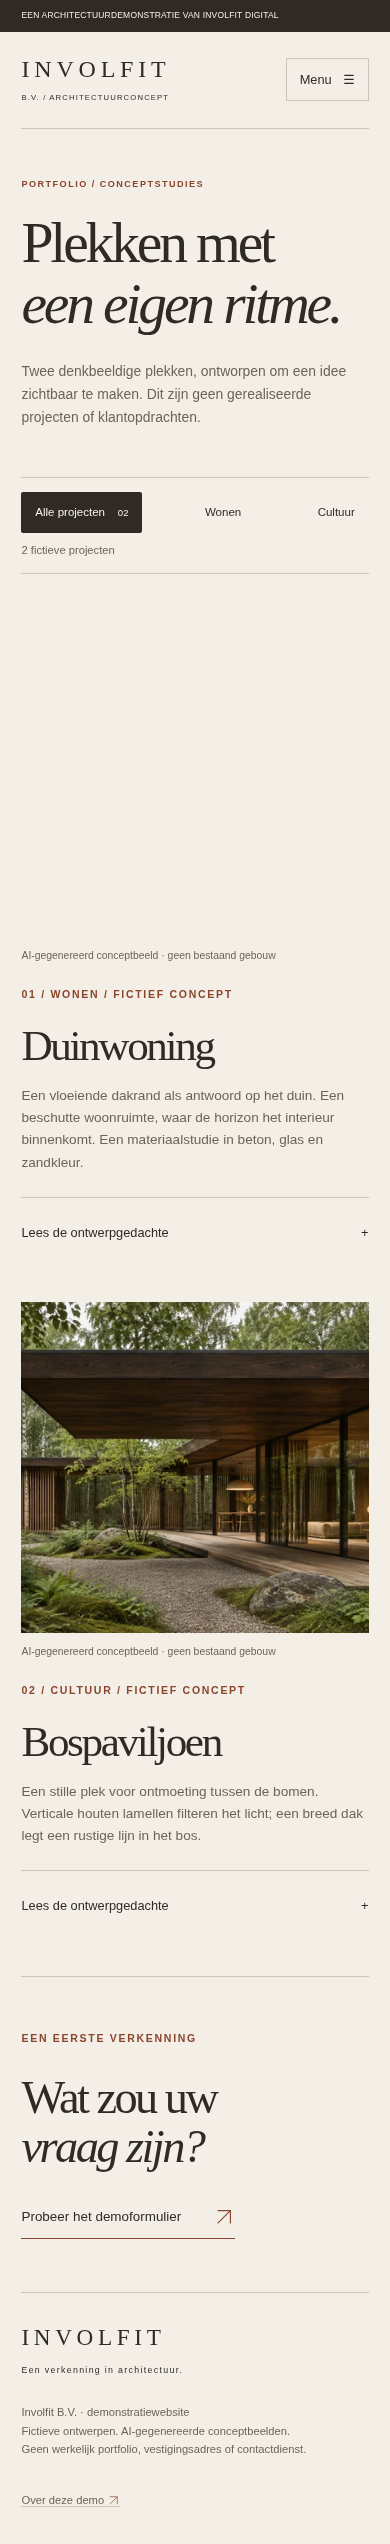 EEN ARCHITECTUURDEMONSTRATIE VAN INVOLFIT DIGITAL
INVOLFIT
B.V. / ARCHITECTUURCONCEPT
Menu ☰
PORTFOLIO / CONCEPTSTUDIES
Plekken met
een eigen ritme.
Twee denkbeeldige plekken, ontworpen om een idee
zichtbaar te maken. Dit zijn geen gerealiseerde
projecten of klantopdrachten.
Alle projecten 02 Wonen Cultuur
2 fictieve projecten
AI-gegenereerd conceptbeeld · geen bestaand gebouw
01 / WONEN / FICTIEF CONCEPT
Duinwoning
Een vloeiende dakrand als antwoord op het duin. Een
beschutte woonruimte, waar de horizon het interieur
binnenkomt. Een materiaalstudie in beton, glas en
zandkleur.
Lees de ontwerpgedachte +
AI-gegenereerd conceptbeeld · geen bestaand gebouw
02 / CULTUUR / FICTIEF CONCEPT
Bospaviljoen
Een stille plek voor ontmoeting tussen de bomen.
Verticale houten lamellen filteren het licht; een breed dak
legt een rustige lijn in het bos.
Lees de ontwerpgedachte +
EEN EERSTE VERKENNING
Wat zou uw
vraag zijn?
Probeer het demoformulier
INVOLFIT
Een verkenning in architectuur.
Involfit B.V. · demonstratiewebsite
Fictieve ontwerpen. AI-gegenereerde conceptbeelden.
Geen werkelijk portfolio, vestigingsadres of contactdienst.
Over deze demo